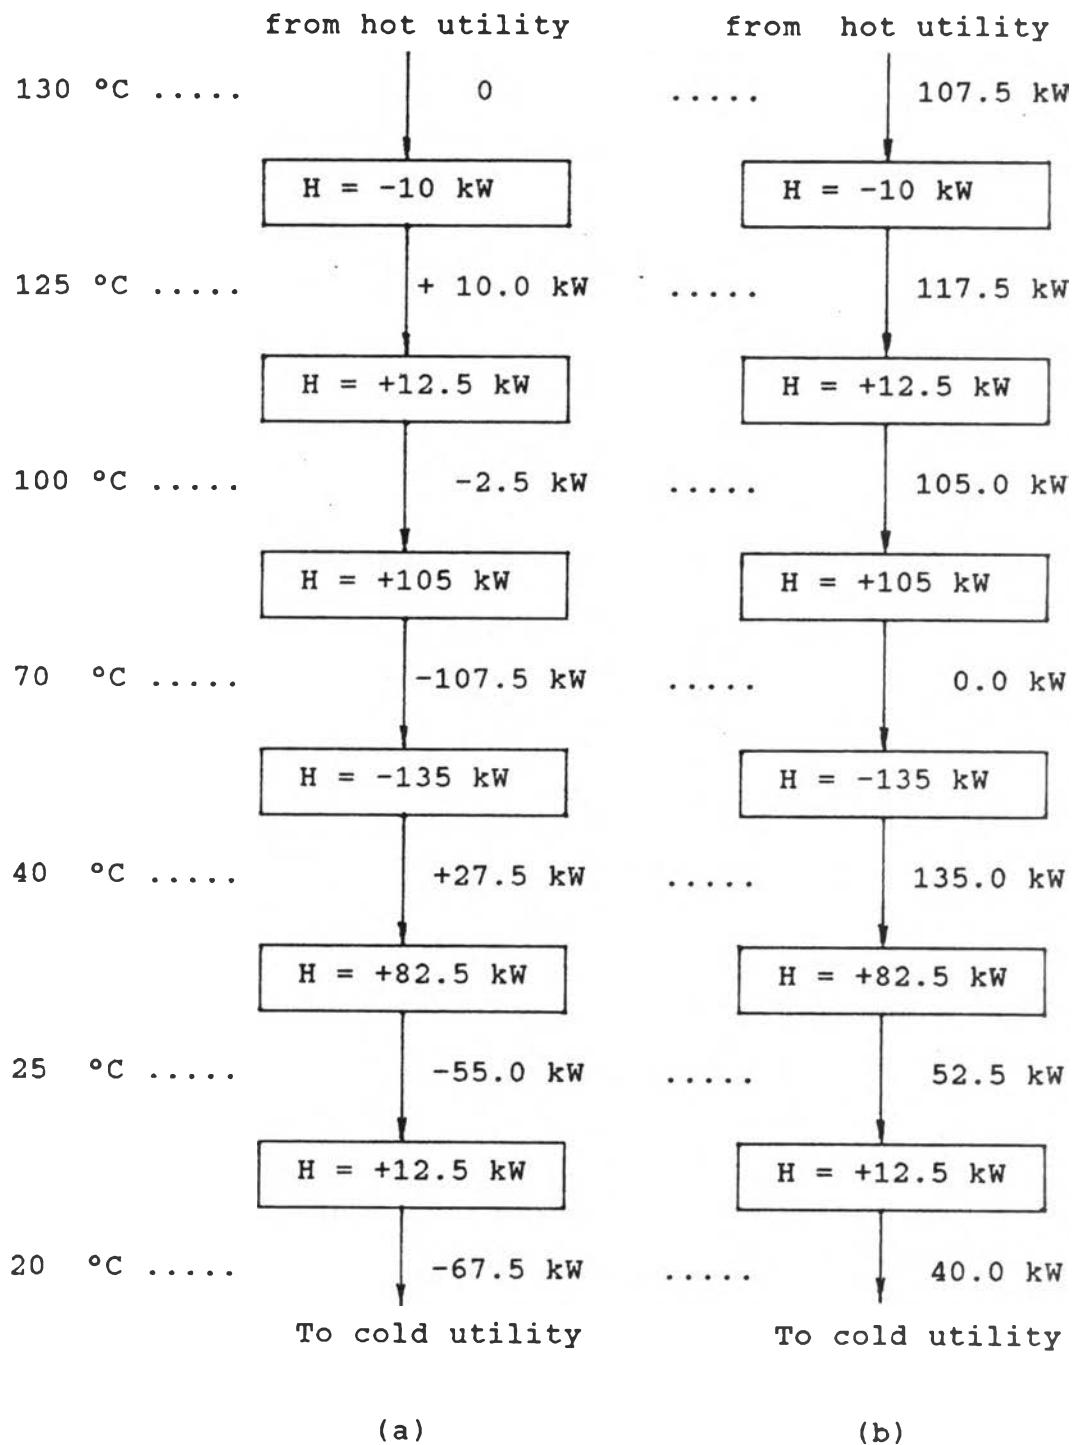 from hot utility from hot utility
130 °C ..... 0 ..... 107.5 kW
H = -10 kW H = -10 kW
125 °C ..... + 10.0 kW ..... 117.5 kW
H = +12.5 kW H = +12.5 kW
100 °C ..... -2.5 kW ..... 105.0 kW
H = +105 kW H = +105 kW
70 °C ..... -107.5 kW ..... 0.0 kW
H = -135 kW H = -135 kW
40 °C ..... +27.5 kW ..... 135.0 kW
H = +82.5 kW H = +82.5 kW
25 °C ..... -55.0 kW ..... 52.5 kW
H = +12.5 kW H = +12.5 kW
20 °C ..... -67.5 kW ..... 40.0 kW
To cold utility To cold utility
(a) (b)